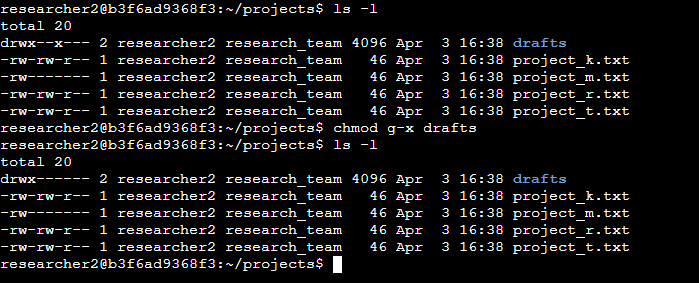 researcher2@b3f6ad9368f3:~/projects$ ls -l
total 20
drwx--x--- 2 researcher2 research_team 4096 Apr  3 16:38 drafts
-rw-rw-r-- 1 researcher2 research_team   46 Apr  3 16:38 project_k.txt
-rw------- 1 researcher2 research_team   46 Apr  3 16:38 project_m.txt
-rw-rw-r-- 1 researcher2 research_team   46 Apr  3 16:38 project_r.txt
-rw-rw-r-- 1 researcher2 research_team   46 Apr  3 16:38 project_t.txt
researcher2@b3f6ad9368f3:~/projects$ chmod g-x drafts
researcher2@b3f6ad9368f3:~/projects$ ls -l
total 20
drwx------ 2 researcher2 research_team 4096 Apr  3 16:38 drafts
-rw-rw-r-- 1 researcher2 research_team   46 Apr  3 16:38 project_k.txt
-rw------- 1 researcher2 research_team   46 Apr  3 16:38 project_m.txt
-rw-rw-r-- 1 researcher2 research_team   46 Apr  3 16:38 project_r.txt
-rw-rw-r-- 1 researcher2 research_team   46 Apr  3 16:38 project_t.txt
researcher2@b3f6ad9368f3:~/projects$